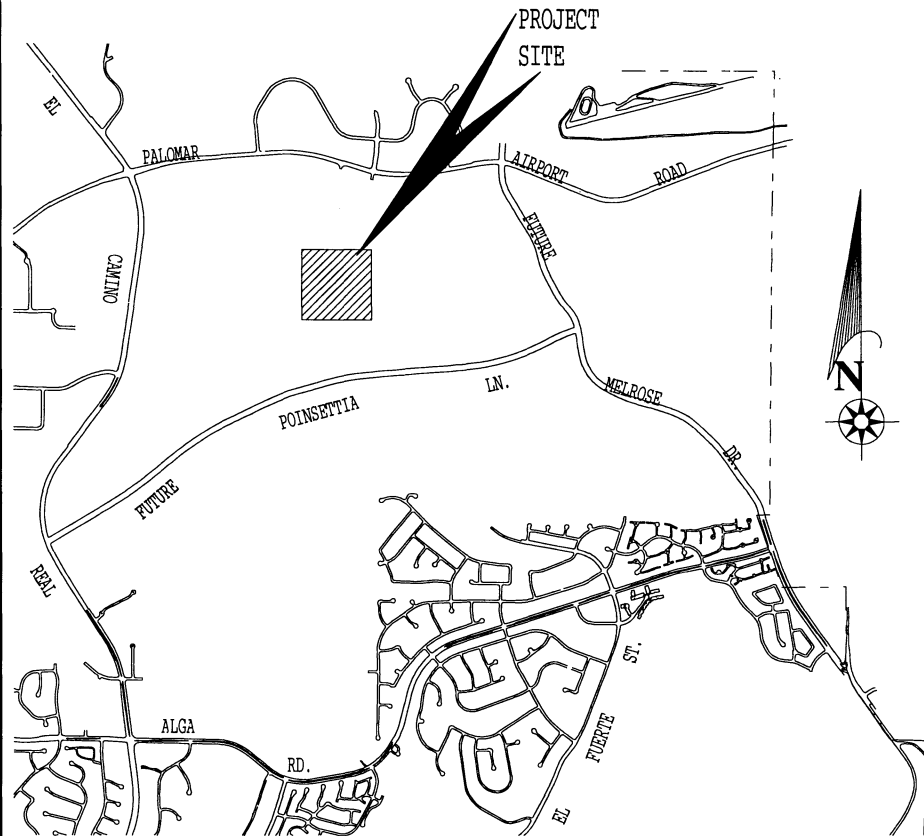 PROJECT
SITE
EL
PALOMAR
AIRPORT
ROAD
FUTURE
CAMINO
N
LN.
MELROSE
POINSETTIA
DR.
FUTURE
REAL
ST.
ALGA
FUERTE
RD.
EL